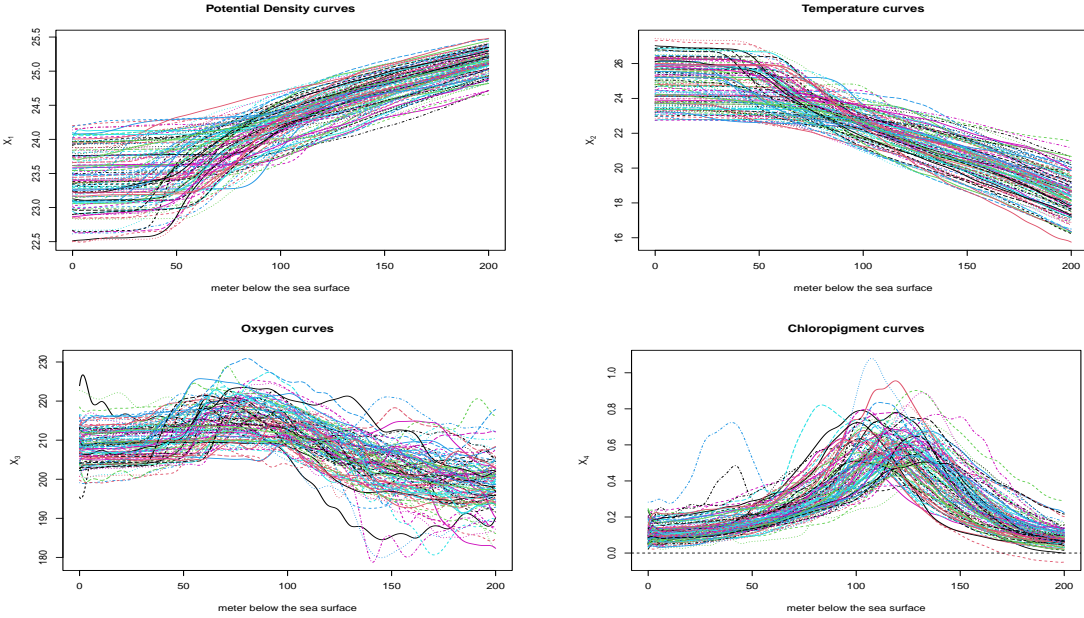 Potential Density curves
X1
25.5
25.0
24.5
24.0
23.5
23.0
22.5
0 50 100 150 200
meter below the sea surface
Temperature curves
X2
26
24
22
20
18
16
0 50 100 150 200
meter below the sea surface
Oxygen curves
X3
230
220
210
200
190
180
0 50 100 150 200
meter below the sea surface
Chloropigment curves
X4
1.0
0.8
0.6
0.4
0.2
0.0
0 50 100 150 200
meter below the sea surface